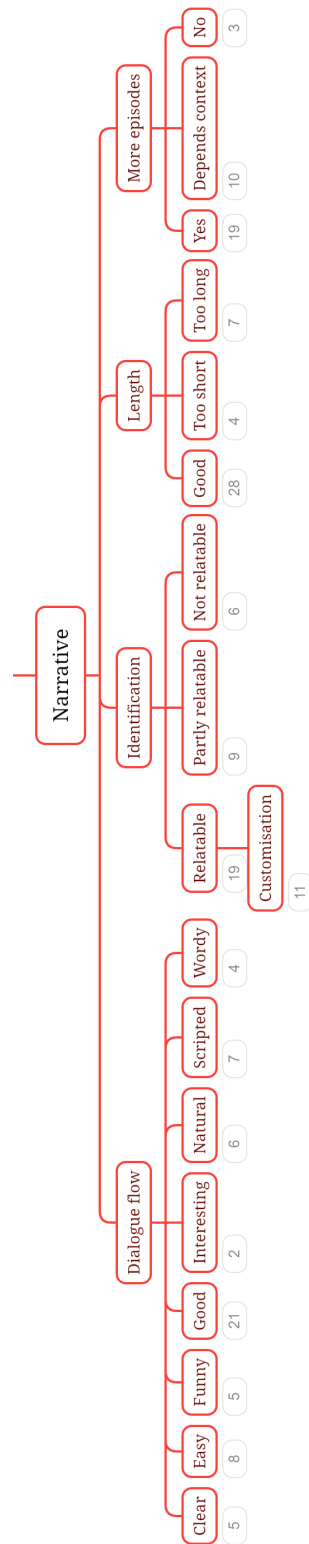 Narrative
Dialogue flow
Clear
5
Easy
8
Funny
5
Good
21
Interesting
2
Natural
6
Scripted
7
Wordy
4
Identification
Relatable
19
Customisation
11
Partly relatable
9
Not relatable
6
Length
Good
28
Too short
4
Too long
7
More episodes
Yes
19
Depends context
10
No
3